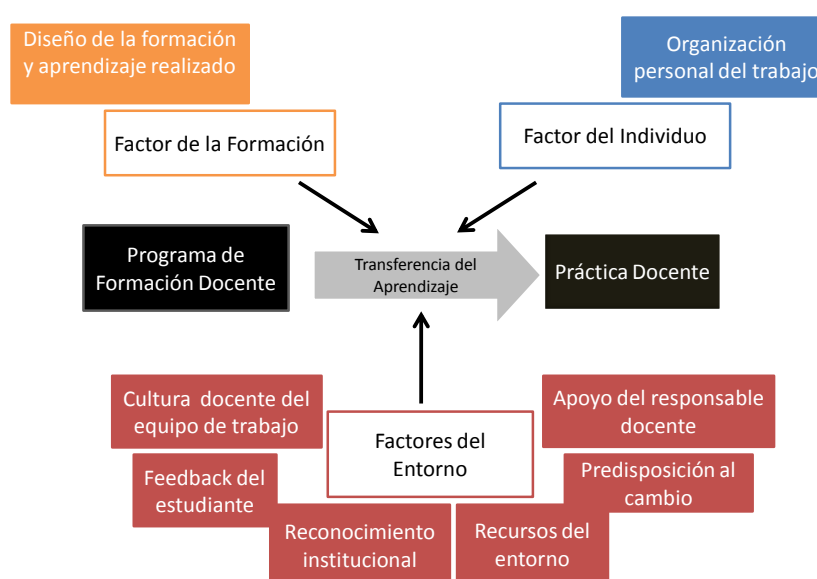 Diseño de la formación
y aprendizaje realizado
Organización
personal del trabajo
Factor de la Formación
Factor del Individuo
Programa de
Formación Docente
Transferencia del
Aprendizaje
Práctica Docente
Cultura docente del
equipo de trabajo
Factores del
Entorno
Apoyo del responsable
docente
Feedback del
estudiante
Predisposición al
cambio
Reconocimiento
institucional
Recursos del
entorno